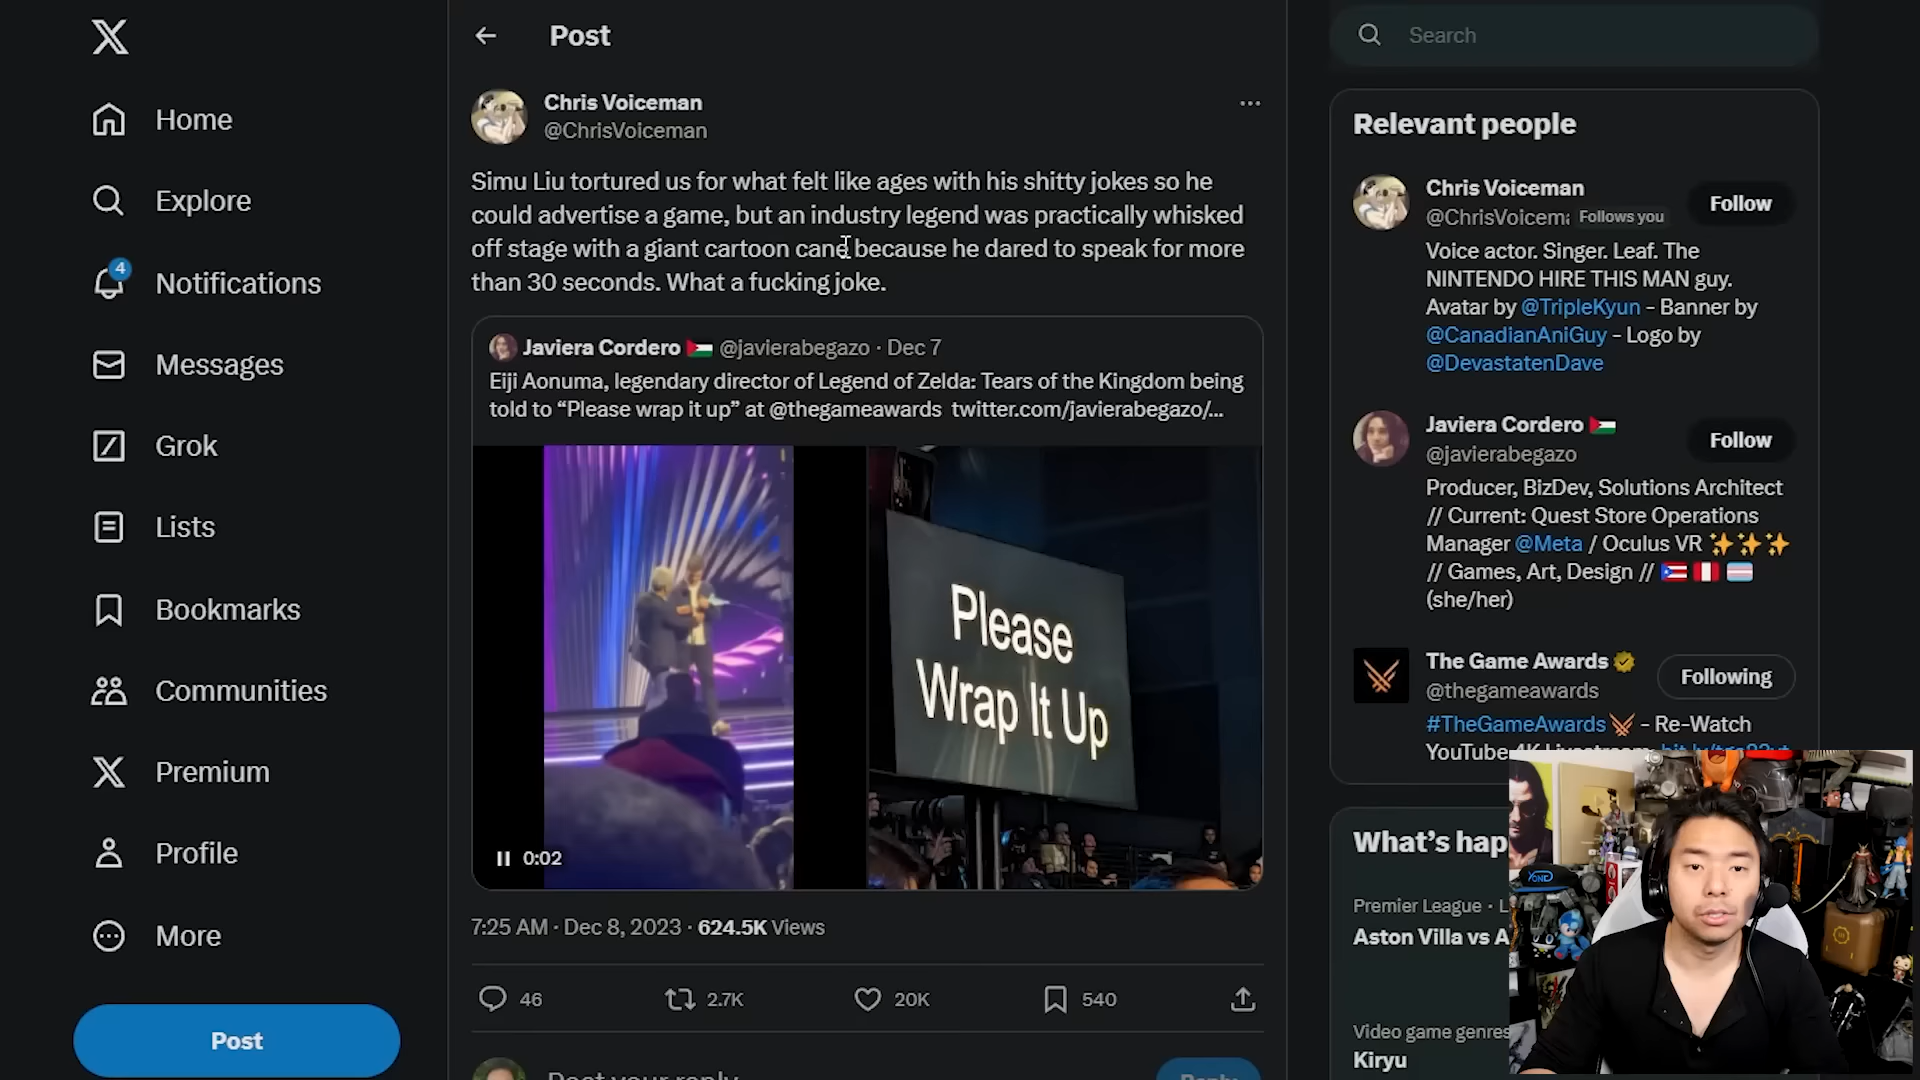 Post
Search
Home
Explore
4
Notifications
Messages
Grok
Lists
Bookmarks
Communities
Premium
Profile
More
Post
Chris Voiceman
@ChrisVoiceman
Simu Liu tortured us for what felt like ages with his shitty jokes so he
could advertise a game, but an industry legend was practically whisked
off stage with a giant cartoon cane because he dared to speak for more
than 30 seconds. What a fucking joke.
Javiera Cordero 🇵🇸 @javierabegazo · Dec 7
Eiji Aonuma, legendary director of Legend of Zelda: Tears of the Kingdom being
told to “Please wrap it up” at @thegameawards twitter.com/javierabegazo/...
Please
Wrap It Up
0:02
7:25 AM · Dec 8, 2023 · 624.5K Views
46 2.7K 20K 540
Relevant people
Chris Voiceman
Follow
@ChrisVoicem: Follows you
Voice actor. Singer. Leaf. The
NINTENDO HIRE THIS MAN guy.
Avatar by @TripleKyun - Banner by
@CanadianAniGuy - Logo by
@DevastatenDave
Javiera Cordero 🇵🇸
Follow
@javierabegazo
Producer, BizDev, Solutions Architect
// Current: Quest Store Operations
Manager @Meta / Oculus VR ✨✨✨
// Games, Art, Design // 🇵🇷 🇵🇪 🏳️‍⚧️
(she/her)
The Game Awards
Following
@thegameawards
#TheGameAwards - Re-Watch
YouTube 4K Livestream
What's hap
Premier League · L
Aston Villa vs A
Video game genres
Kiryu
Post your reply
Reply